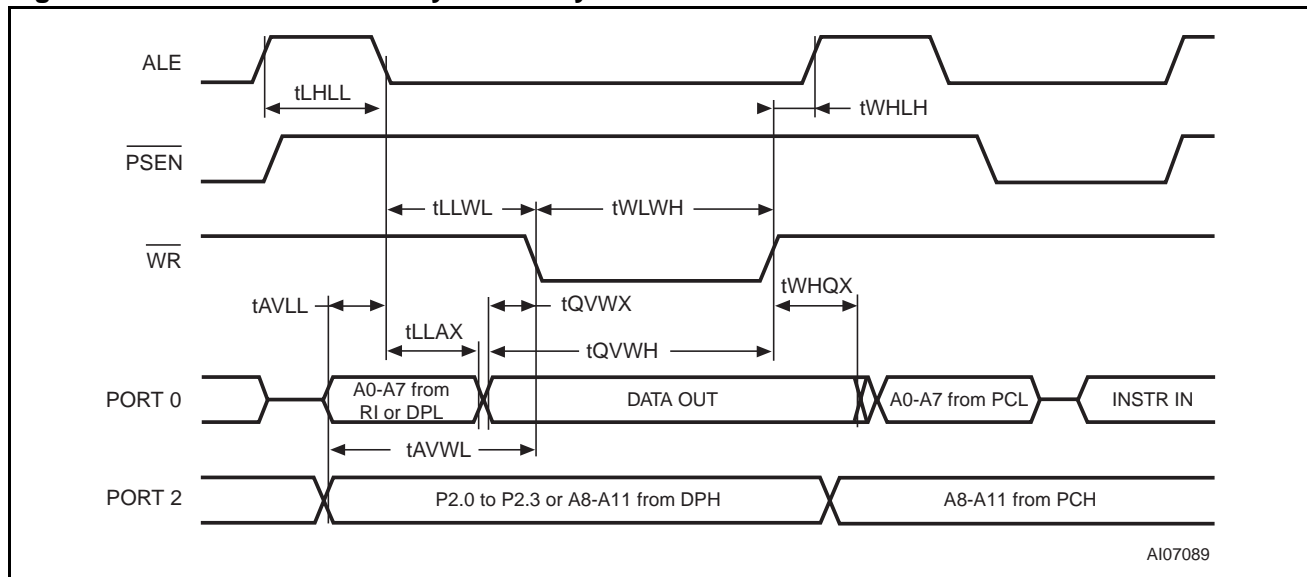 ALE
tLHLL
tWHLH
PSEN
tLLWL
tWLWH
WR
tAVLL
tQVWX
tWHQX
tLLAX
tQVWH
PORT 0
A0-A7 from
RI or DPL
DATA OUT
A0-A7 from PCL
INSTR IN
tAVWL
PORT 2
P2.0 to P2.3 or A8-A11 from DPH
A8-A11 from PCH
AI07089